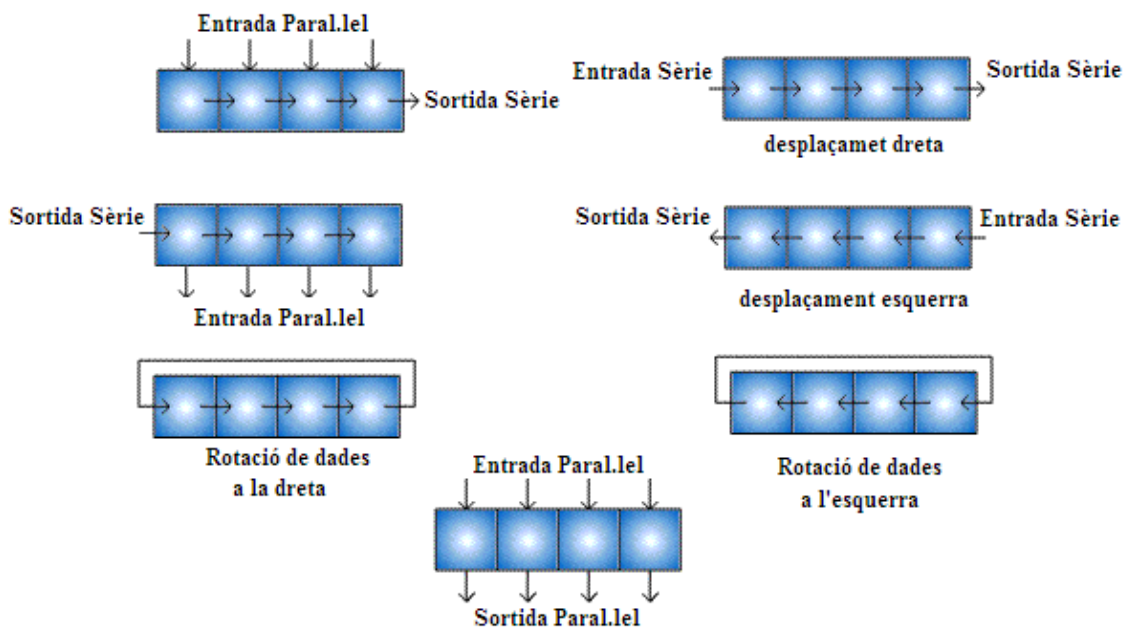 Entrada Paral.lel
Sortida Sèrie
Entrada Sèrie
Sortida Sèrie
desplaçamet dreta
Sortida Sèrie
Entrada Paral.lel
Sortida Sèrie
Entrada Sèrie
desplaçament esquerra
Rotació de dades
a la dreta
Rotació de dades
a l'esquerra
Entrada Paral.lel
Sortida Paral.lel